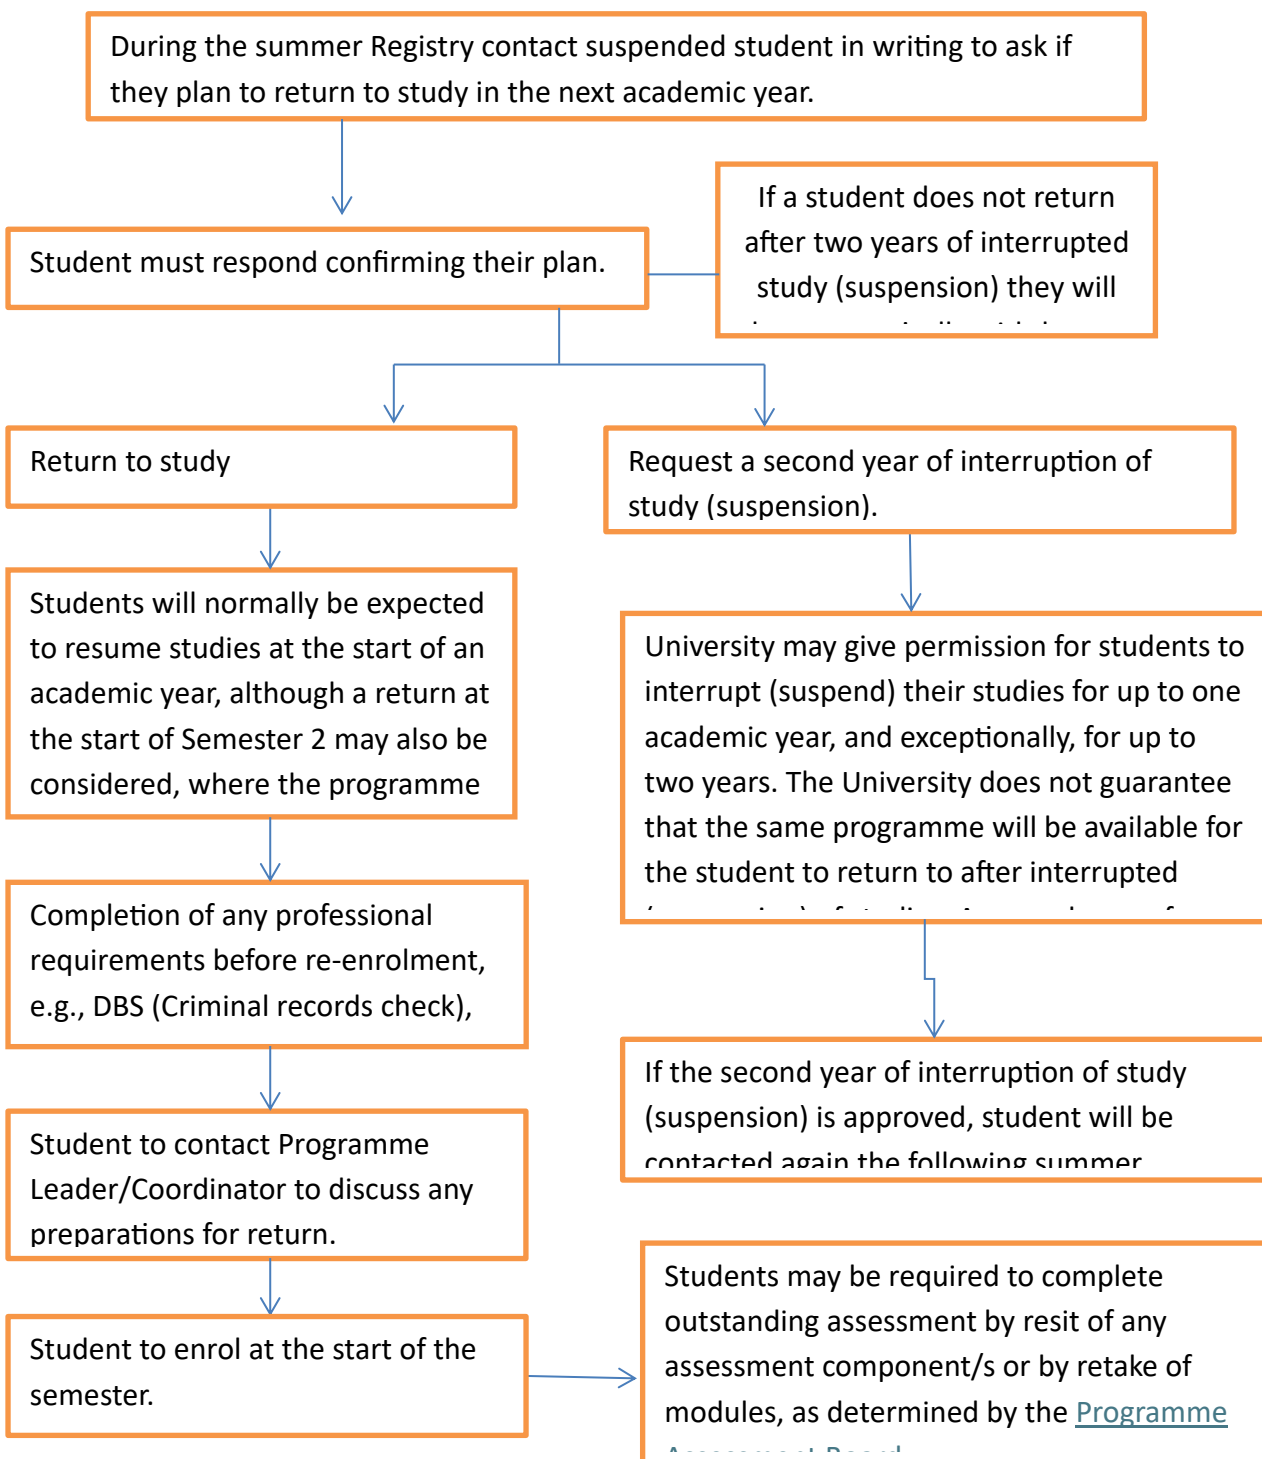 During the summer Registry contact suspended student in writing to ask if
they plan to return to study in the next academic year.
If a student does not return
after two years of interrupted
study (suspension) they will
Student must respond confirming their plan.
Return to study
Request a second year of interruption of
study (suspension).
Students will normally be expected
to resume studies at the start of an
academic year, although a return at
the start of Semester 2 may also be
considered, where the programme
University may give permission for students to
interrupt (suspend) their studies for up to one
academic year, and exceptionally, for up to
two years. The University does not guarantee
that the same programme will be available for
the student to return to after interrupted
Completion of any professional
requirements before re-enrolment,
e.g., DBS (Criminal records check),
If the second year of interruption of study
(suspension) is approved, student will be
contacted again the following summer
Student to contact Programme
Leader/Coordinator to discuss any
preparations for return.
Student to enrol at the start of the
semester.
Students may be required to complete
outstanding assessment by resit of any
assessment component/s or by retake of
modules, as determined by the Programme